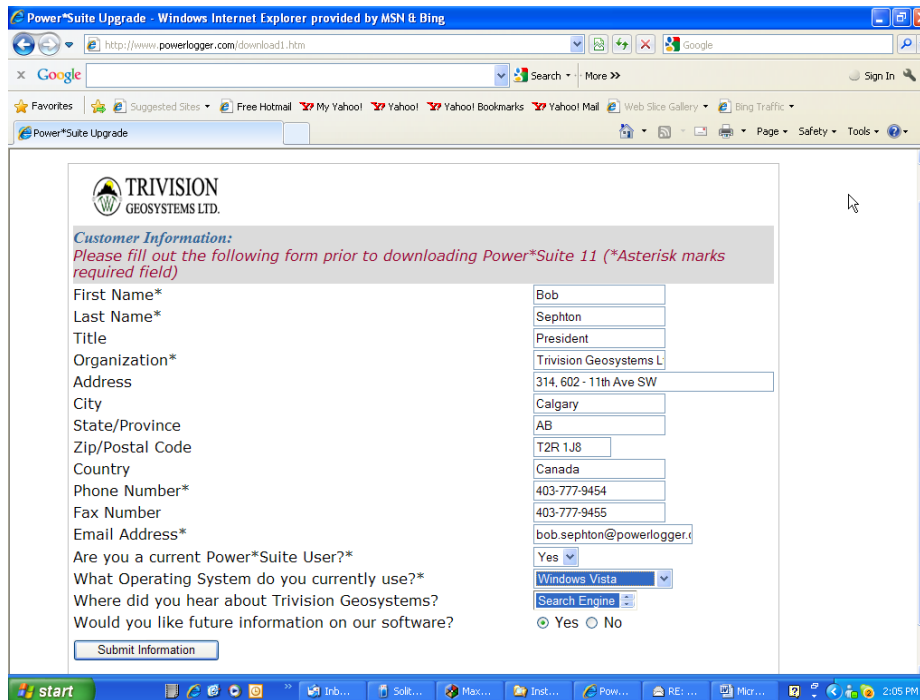 Power*Suite Upgrade - Windows Internet Explorer provided by MSN & Bing
http://www.powerlogger.com/download1.htm
Google
x Google
Search
More >>
Sign In
Favorites
Suggested Sites
Free Hotmail
My Yahoo!
Yahoo!
Yahoo! Bookmarks
Yahoo! Mail
Web Slice Gallery
Bing Traffic
Power*Suite Upgrade
Page
Safety
Tools
TRIVISION
GEOSYSTEMS LTD.
Customer Information:
Please fill out the following form prior to downloading Power*Suite 11 (*Asterisk marks
required field)
First Name* Bob
Last Name* Sephton
Title President
Organization* Trivision Geosystems L
Address 314, 602 - 11th Ave SW
City Calgary
State/Province AB
Zip/Postal Code T2R 1J8
Country Canada
Phone Number* 403-777-9454
Fax Number 403-777-9455
Email Address* bob.sephton@powerlogger.c
Are you a current Power*Suite User?* Yes
What Operating System do you currently use?* Windows Vista
Where did you hear about Trivision Geosystems? Search Engine
Would you like future information on our software? Yes No
Submit Information
start
Inb...
Solit...
Max...
Inst...
Pow...
RE: ...
Micr...
2:05 PM